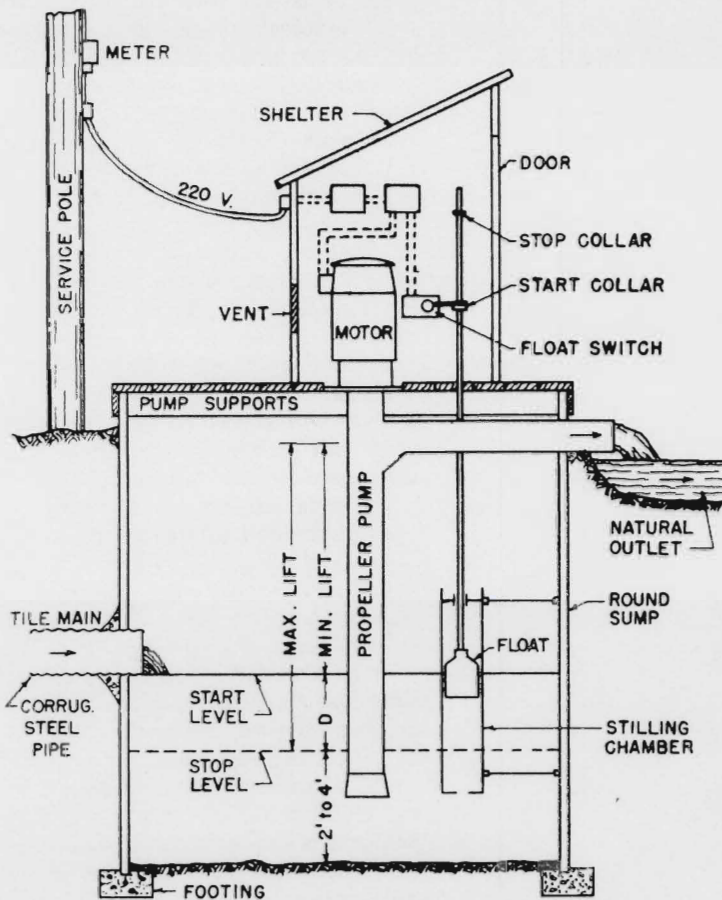 METER
SHELTER
DOOR
220 V.
SERVICE POLE
STOP COLLAR
START COLLAR
VENT
MOTOR
FLOAT SWITCH
PUMP SUPPORTS
NATURAL
OUTLET
MAX. LIFT
MIN. LIFT
PROPELLER PUMP
TILE MAIN
ROUND
SUMP
FLOAT
CORRUG.
STEEL
PIPE
START
LEVEL
D
STILLING
CHAMBER
STOP
LEVEL
2' to 4'
FOOTING